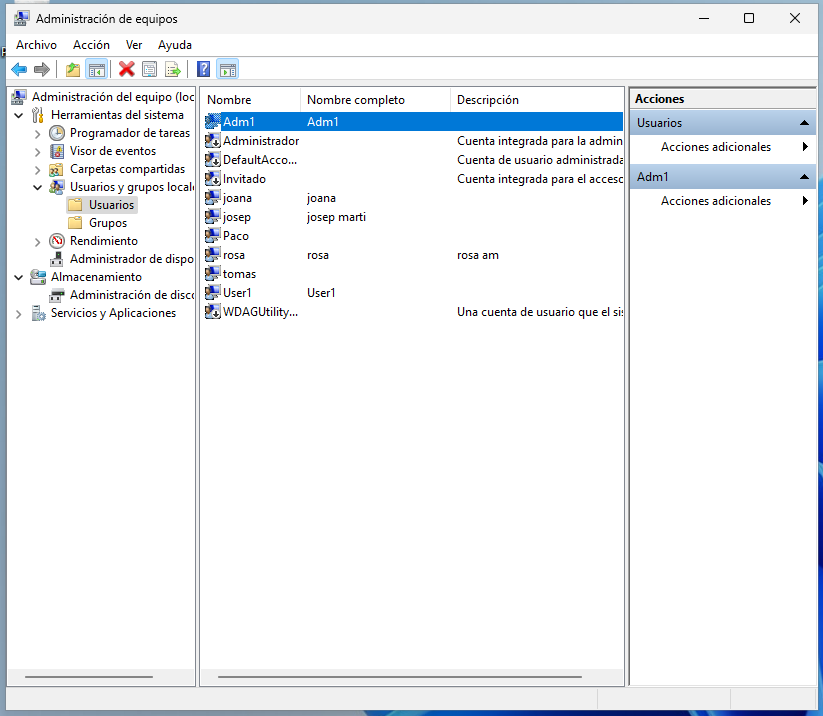 Administración de equipos
Archivo Acción Ver Ayuda
Administración del equipo (loc
Herramientas del sistema
Programador de tareas
Visor de eventos
Carpetas compartidas
Usuarios y grupos locale
Usuarios
Grupos
Rendimiento
Administrador de dispo
Almacenamiento
Administración de disc
Servicios y Aplicaciones
Nombre Nombre completo Descripción
Adm1 Adm1
Administrador Cuenta integrada para la admin
DefaultAcco... Cuenta de usuario administrada
Invitado Cuenta integrada para el acceso
joana joana
josep josep marti
Paco
rosa rosa rosa am
tomas
User1 User1
WDAGUtility... Una cuenta de usuario que el sis
Acciones
Usuarios
Acciones adicionales
Adm1
Acciones adicionales